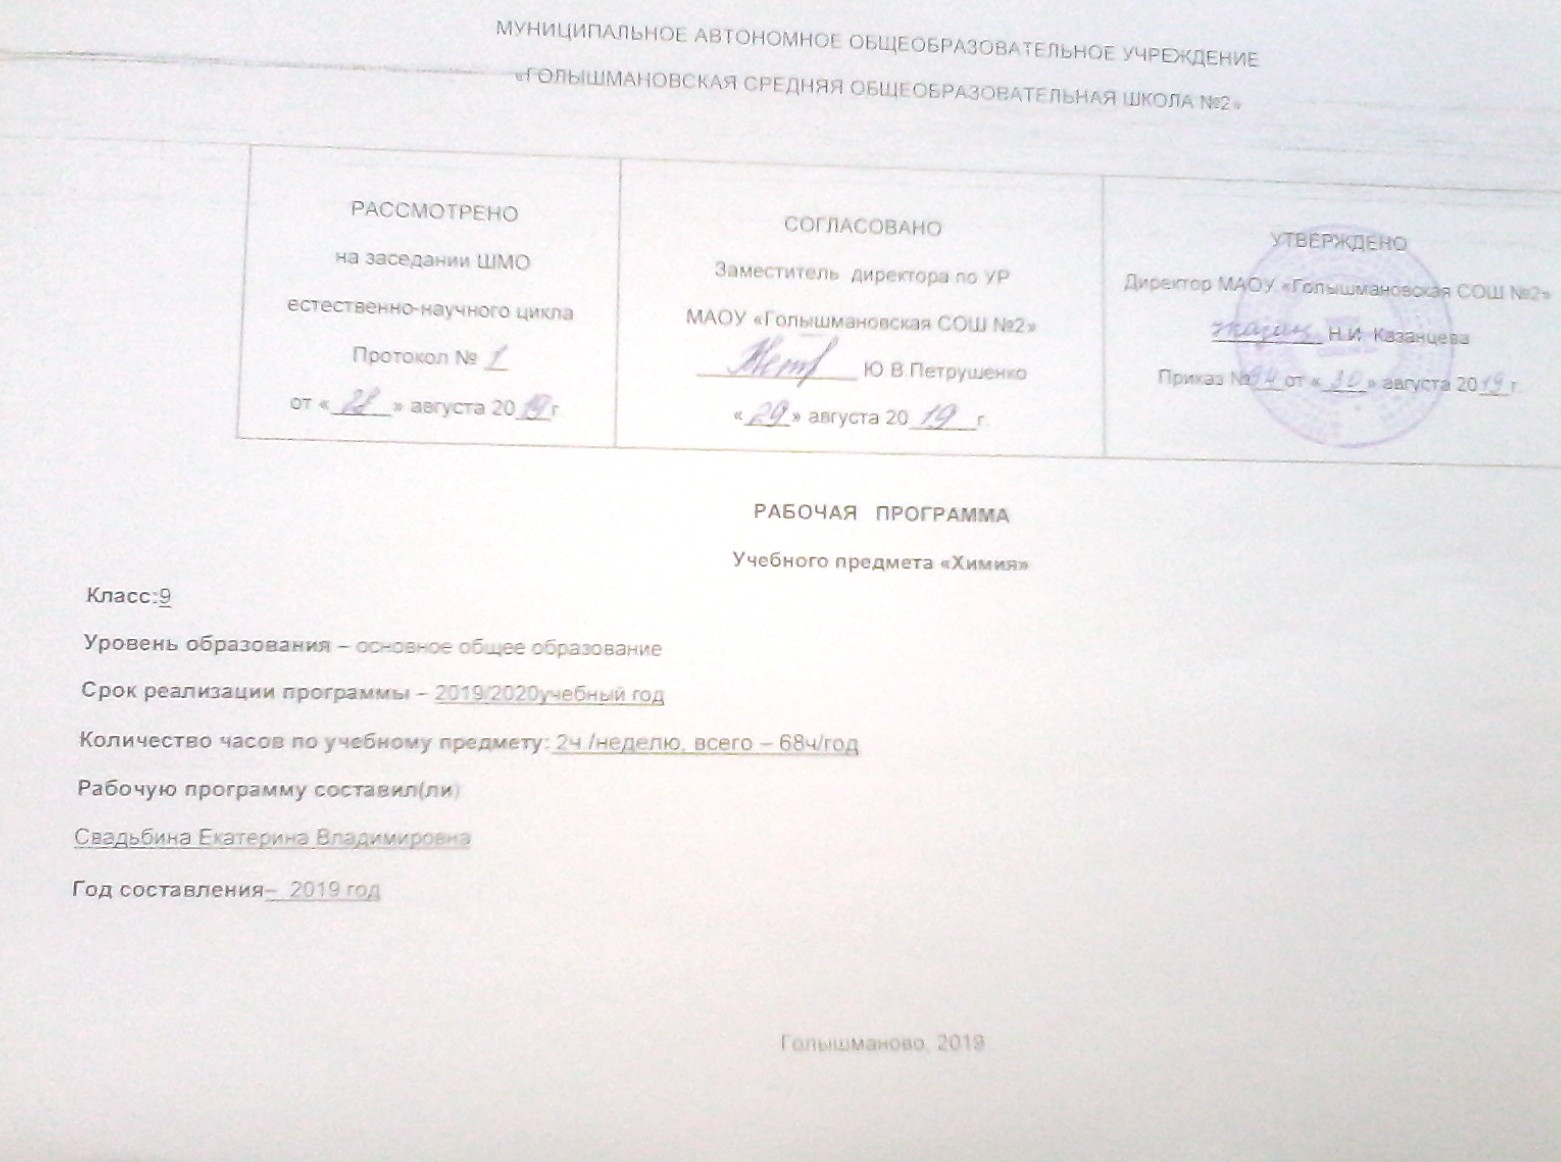 МУНИЦИПАЛЬНОЕ АВТОНОМНОЕ ОБЩЕОБРАЗОВАТЕЛЬНОЕ УЧРЕЖДЕНИЕ
«ГОЛЫШМАНОВСКАЯ СРЕДНЯЯ ОБЩЕОБРАЗОВАТЕЛЬНАЯ ШКОЛА №2»
РАССМОТРЕНО
на заседании ШМО
естественно-научного цикла
Протокол № 1
от «28» августа 2019 г.
СОГЛАСОВАНО
Заместитель директора по УР
МАОУ «Голышмановская СОШ №2»
Ю.В.Петрушенко
«29» августа 2019 г.
УТВЕРЖДЕНО
Директор МАОУ «Голышмановская СОШ №2»
Н.И. Казанцева
Приказ № от «30» августа 2019 г.
РАБОЧАЯ ПРОГРАММА
Учебного предмета «Химия»
Класс:9
Уровень образования – основное общее образование
Срок реализации программы – 2019/2020учебный год
Количество часов по учебному предмету: 2ч /неделю, всего – 68ч/год
Рабочую программу составил(ли)
Свадьбина Екатерина Владимировна
Год составления– 2019 год
Голышманово, 2019